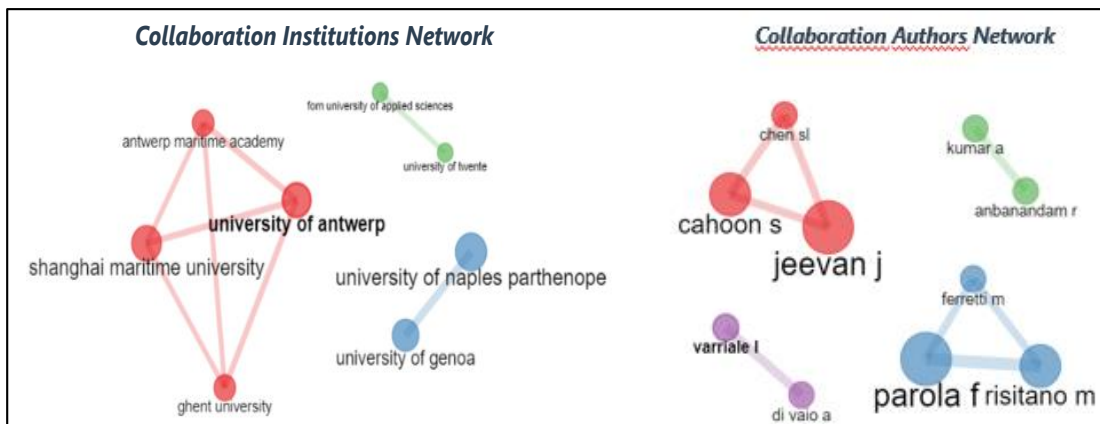 Collaboration Institutions Network
Collaboration Authors Network
fom university of applied sciences
antwerp maritime academy
university of twente
university of antwerp
shanghai maritime university
university of naples parthenope
university of genoa
ghent university
chen sl
kumar a
cahoon s
anbanandam r
jeevan j
ferretti m
varriale l
parola f
risitano m
di vaio a